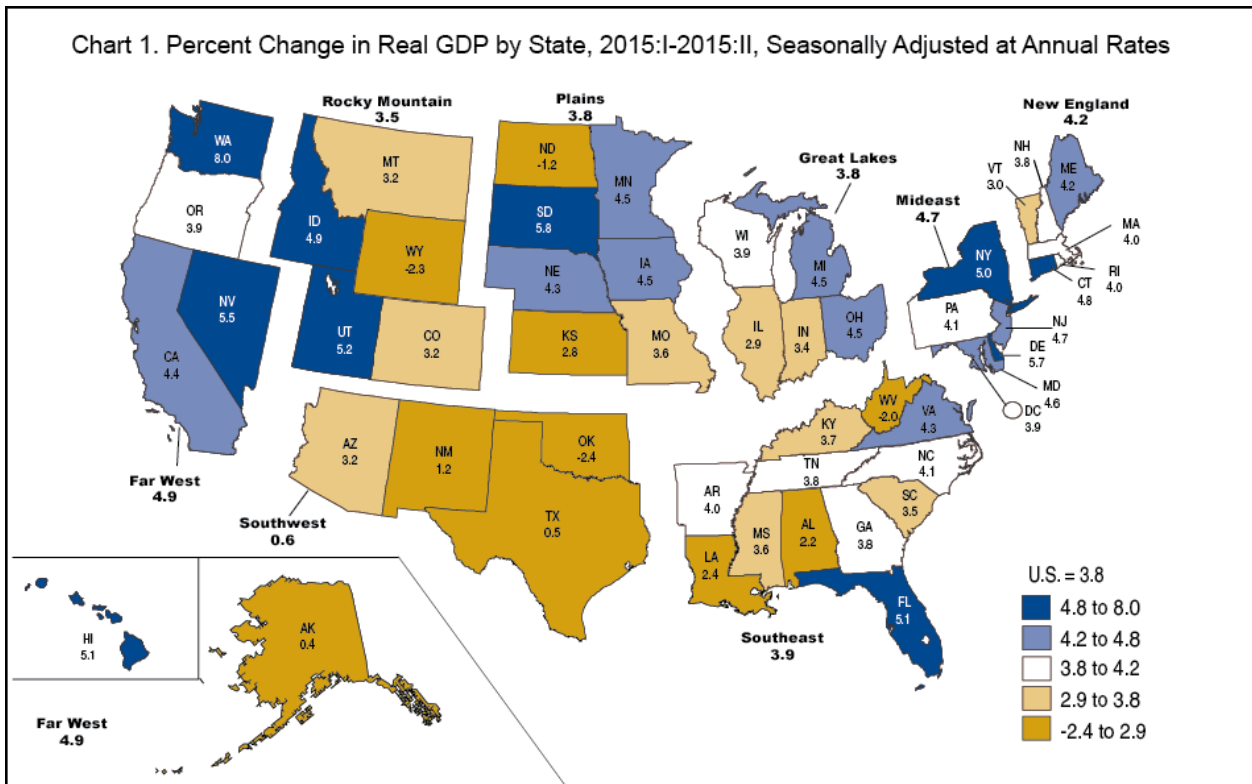 Chart 1. Percent Change in Real GDP by State, 2015:I-2015:II, Seasonally Adjusted at Annual Rates
Rocky Mountain
3.5
Plains
3.8
New England
4.2
Great Lakes
3.8
Mideast
4.7
WA
8.0
OR
3.9
CA
4.4
NV
5.5
ID
4.9
MT
3.2
WY
-2.3
UT
5.2
CO
3.2
ND
-1.2
SD
5.8
NE
4.3
KS
2.8
MN
4.5
IA
4.5
MO
3.6
WI
3.9
MI
4.5
IL
2.9
IN
3.4
OH
4.5
NH
3.8
VT
3.0
ME
4.2
MA
4.0
RI
4.0
CT
4.8
NY
5.0
PA
4.1
NJ
4.7
DE
5.7
MD
4.6
DC
3.9
Far West
4.9
AZ
3.2
NM
1.2
OK
-2.4
TX
0.5
Southwest
0.6
WV
-2.0
VA
4.3
KY
3.7
TN
3.8
NC
4.1
SC
3.5
AR
4.0
MS
3.6
AL
2.2
GA
3.8
LA
2.4
FL
5.1
Southeast
3.9
HI
5.1
AK
0.4
Far West
4.9
U.S. = 3.8
4.8 to 8.0
4.2 to 4.8
3.8 to 4.2
2.9 to 3.8
-2.4 to 2.9